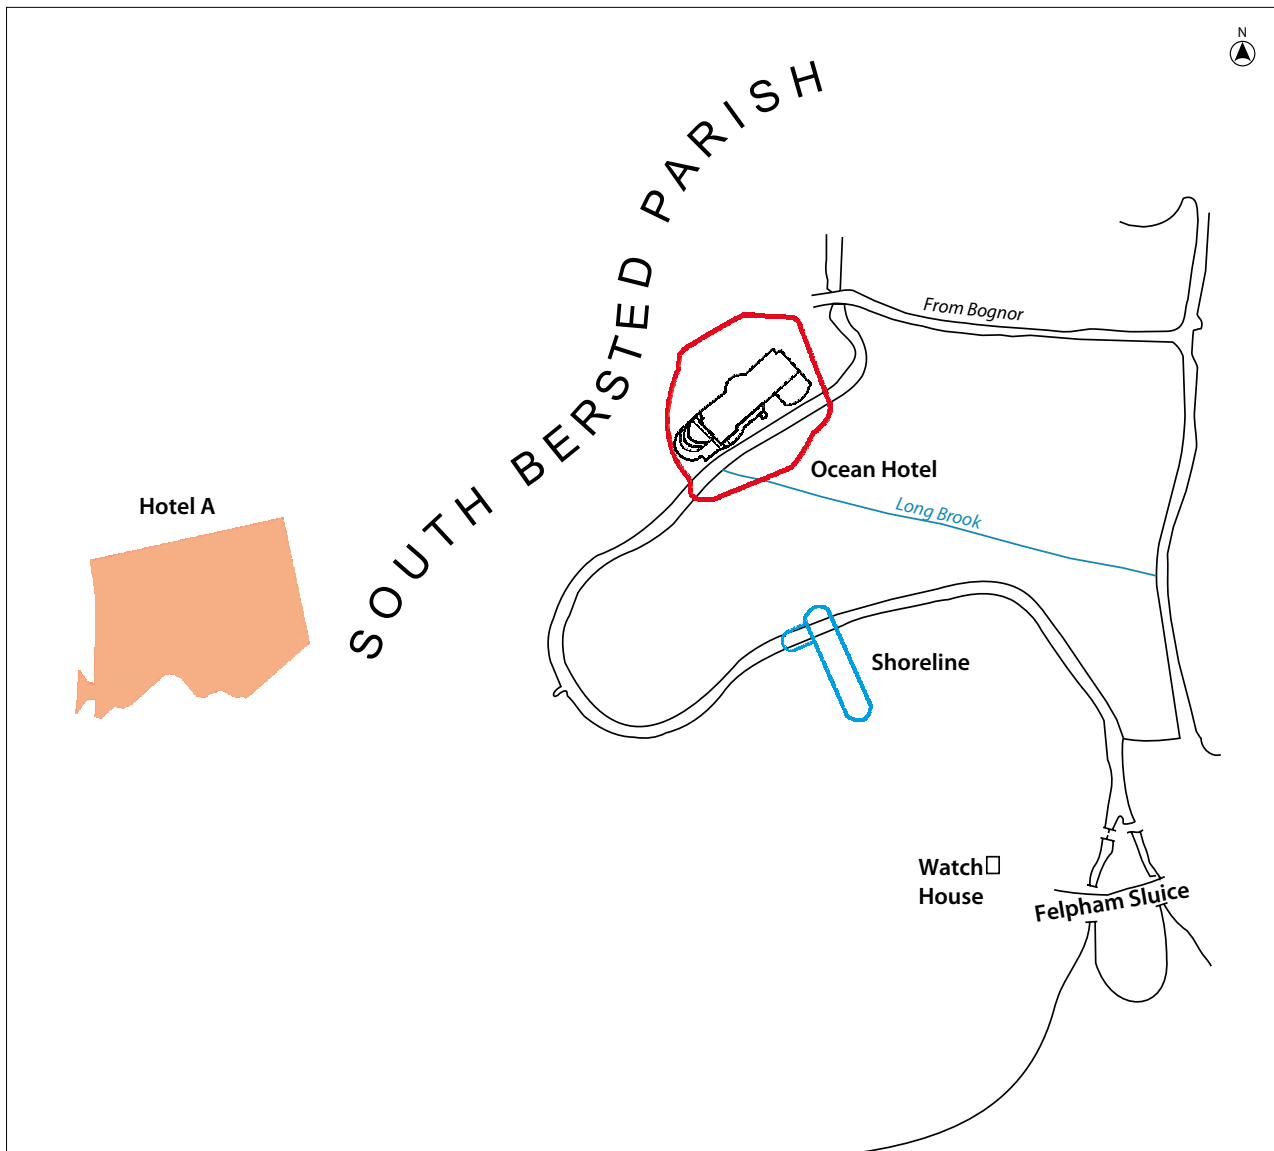 N
SOUTH BERSTED PARISH
From Bognor
Ocean Hotel
Hotel A
Long Brook
Shoreline
Watch
House
Felpham Sluice